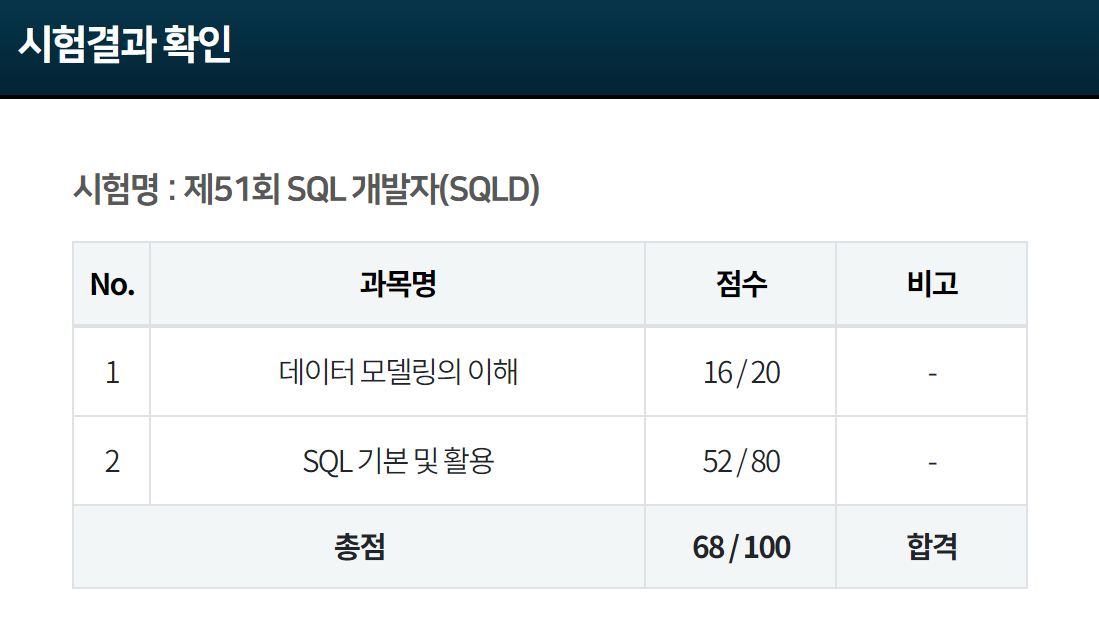 시험결과 확인
시험명 : 제51회 SQL 개발자(SQLD)
No. 과목명 점수 비고
1 데이터 모델링의 이해 16 / 20 -
2 SQL 기본 및 활용 52 / 80 -
총점 68 / 100 합격